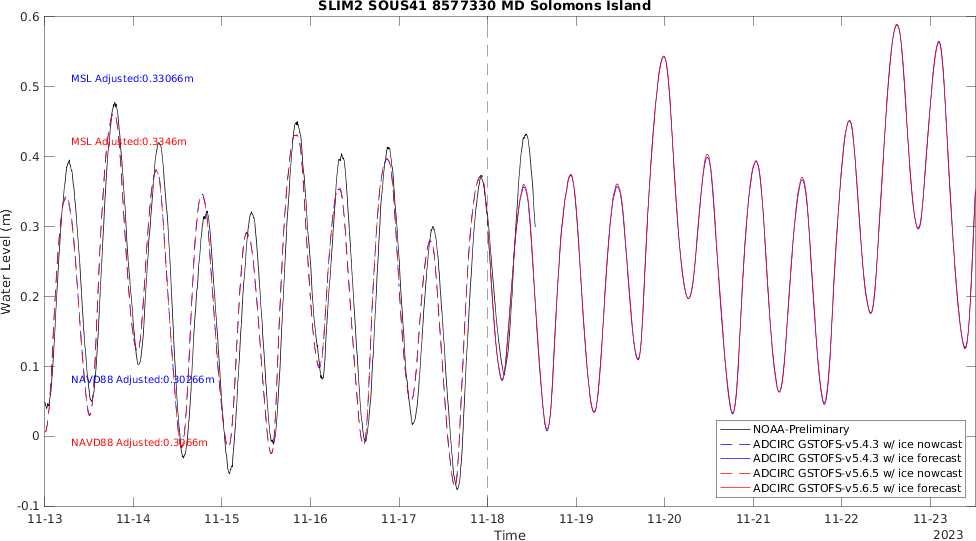 SLIM2 SOUS41 8577330 MD Solomons Island
Water Level (m)
0.6
0.5
0.4
0.3
0.2
0.1
0
-0.1
MSL Adjusted:0.33066m
MSL Adjusted:0.3346m
NAVD88 Adjusted:0.30266m
NAVD88 Adjusted:0.3066m
NOAA-Preliminary
ADCIRC GSTOFS-v5.4.3 w/ ice nowcast
ADCIRC GSTOFS-v5.4.3 w/ ice forecast
ADCIRC GSTOFS-v5.6.5 w/ ice nowcast
ADCIRC GSTOFS-v5.6.5 w/ ice forecast
11-13 11-14 11-15 11-16 11-17 11-18 11-19 11-20 11-21 11-22 11-23
Time
2023